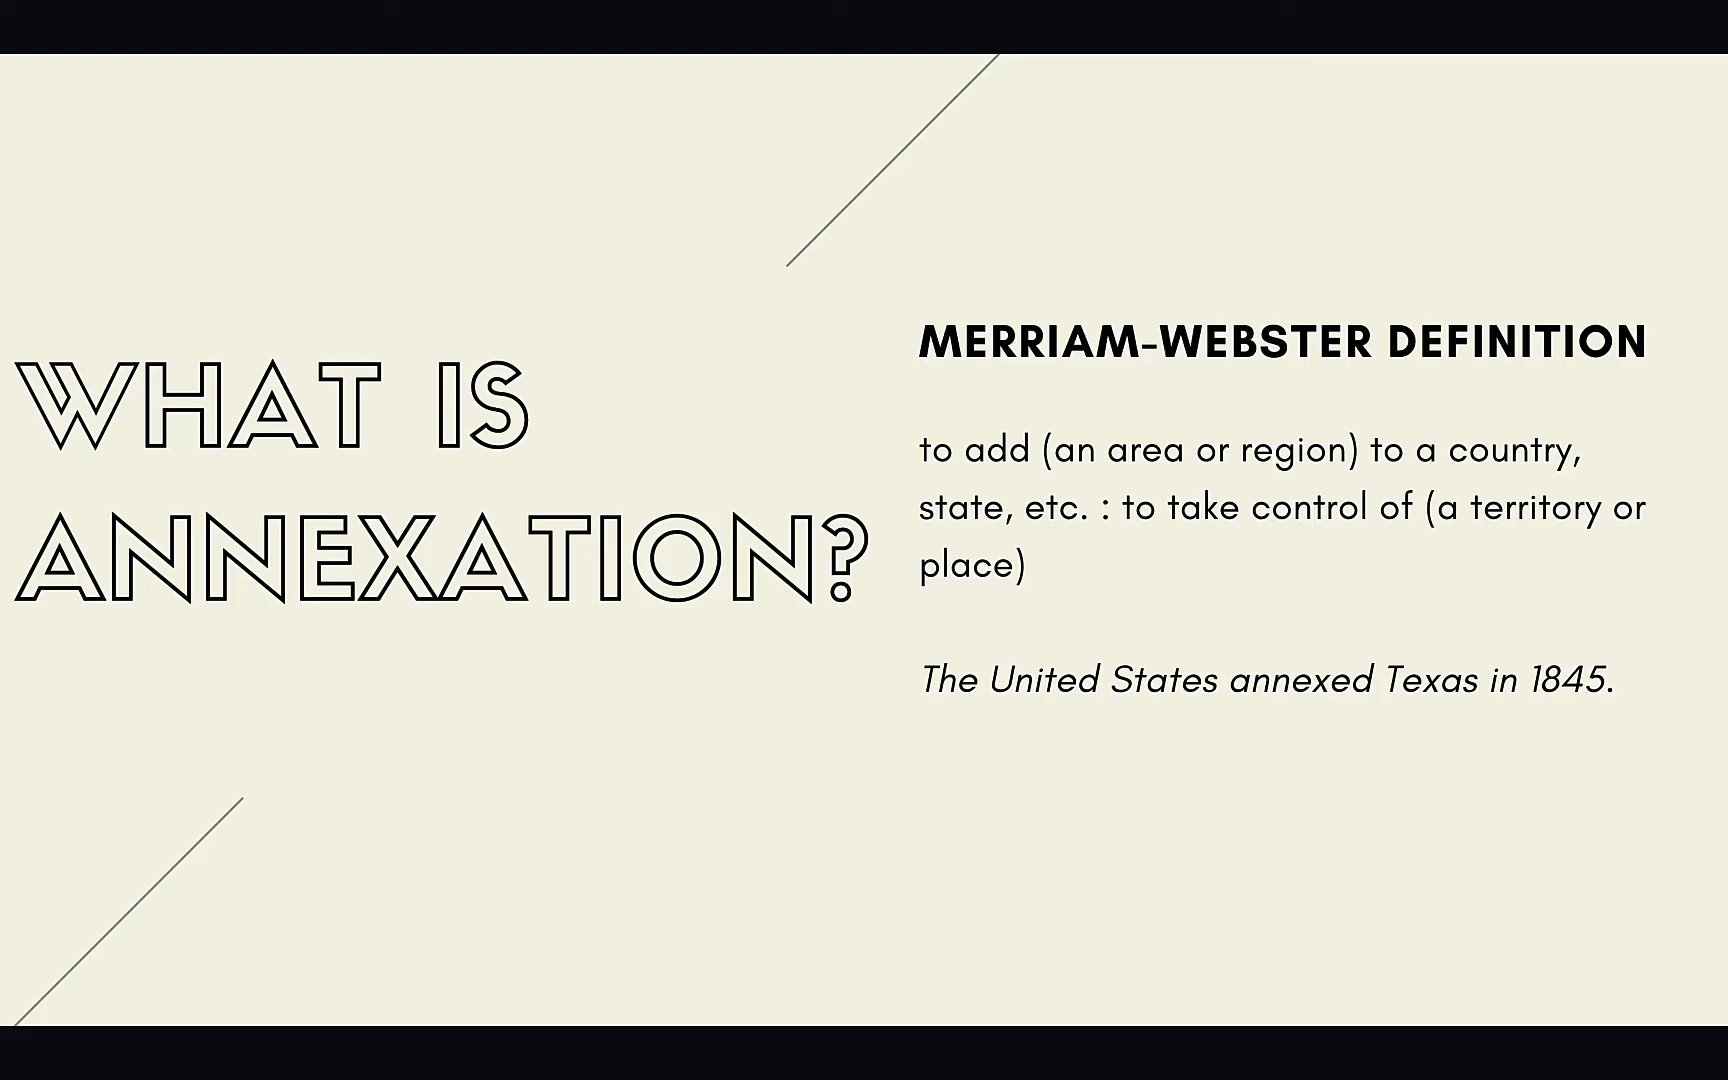 WHAT IS
ANNEXATION?
MERRIAM-WEBSTER DEFINITION
to add (an area or region) to a country,
state, etc. : to take control of (a territory or
place)
The United States annexed Texas in 1845.